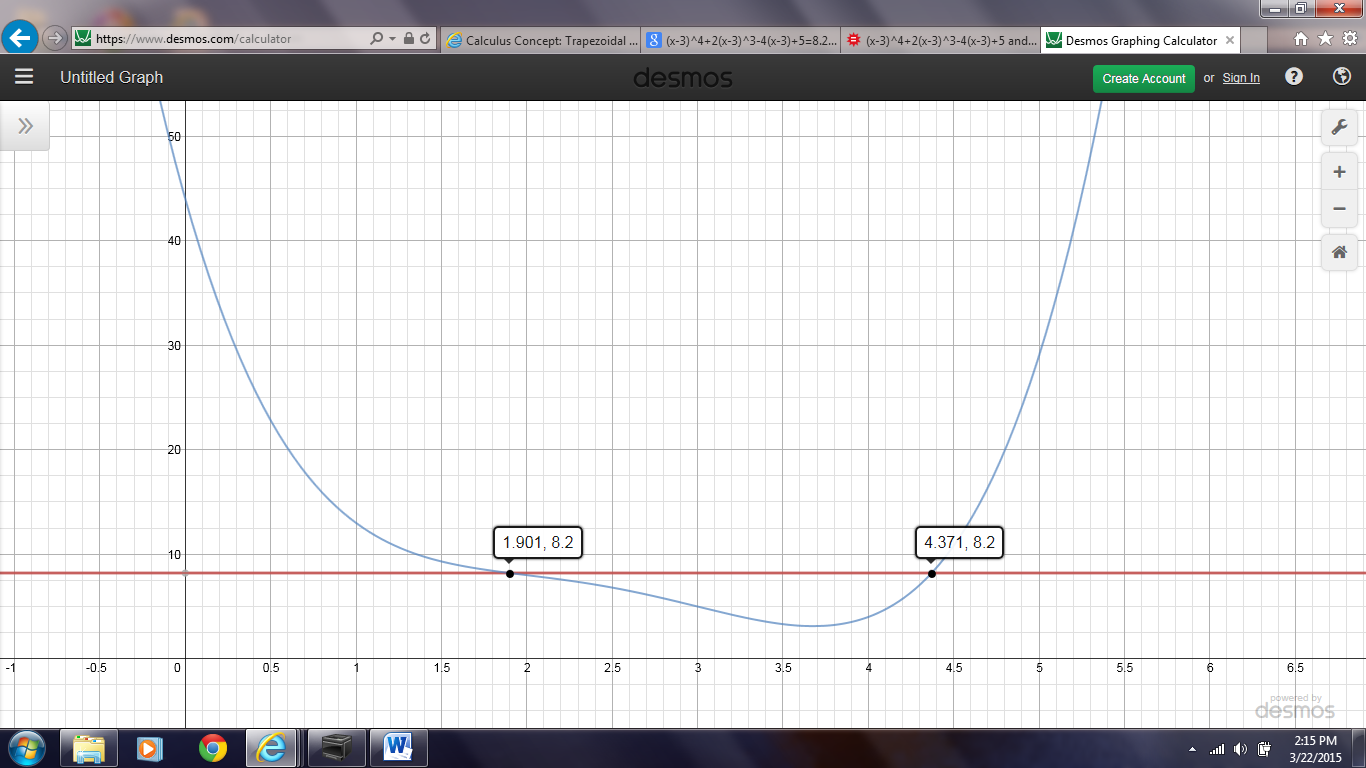 https://www.desmos.com/calculator
Calculus Concept: Trapezoidal ...
(x-3)^4+2(x-3)^3-4(x-3)+5=8.2...
(x-3)^4+2(x-3)^3-4(x-3)+5 and...
Desmos Graphing Calculator
Untitled Graph
desmos
Create Account
or
Sign In
?
50
40
30
20
10
1.901, 8.2
4.371, 8.2
-1
-0.5
0
0.5
1
1.5
2
2.5
3
3.5
4
4.5
5
5.5
6
6.5
powered by
desmos
2:15 PM
3/22/2015